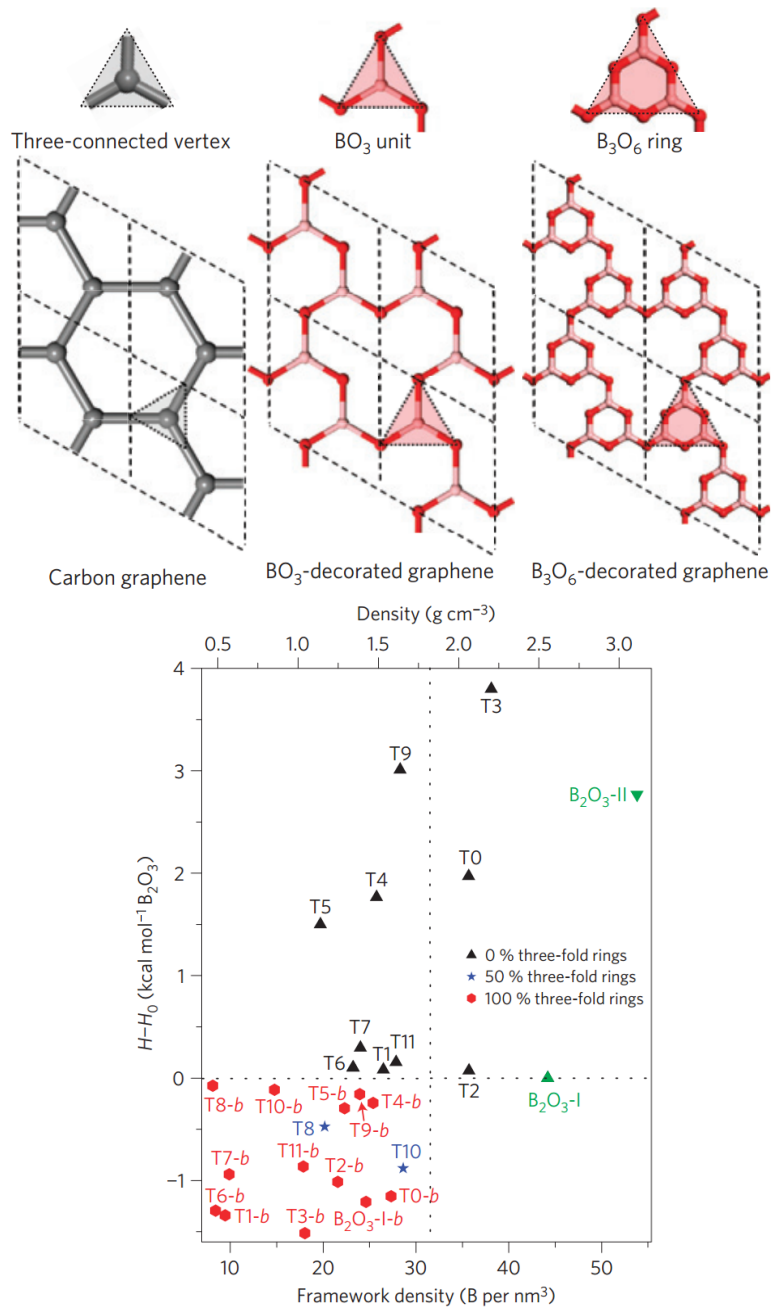 Three-connected vertex
BO₃ unit
B₃O₆ ring
Carbon graphene
BO₃-decorated graphene
B₃O₆-decorated graphene
Density (g cm⁻³)
0.5 1.0 1.5 2.0 2.5 3.0
4
T3
3
T9
B₂O₃-II
2
T0
T4
T5
H–H₀ (kcal mol⁻¹ B₂O₃)
0 % three-fold rings
50 % three-fold rings
100 % three-fold rings
1
T7
T11
T6
T1
0
T2
B₂O₃-I
T8-b
T10-b
T5-b
T4-b
T9-b
T8
T7-b
T11-b
T2-b
T10
−1
T6-b
T1-b
T3-b
B₂O₃-I-b
T0-b
10 20 30 40 50
Framework density (B per nm³)